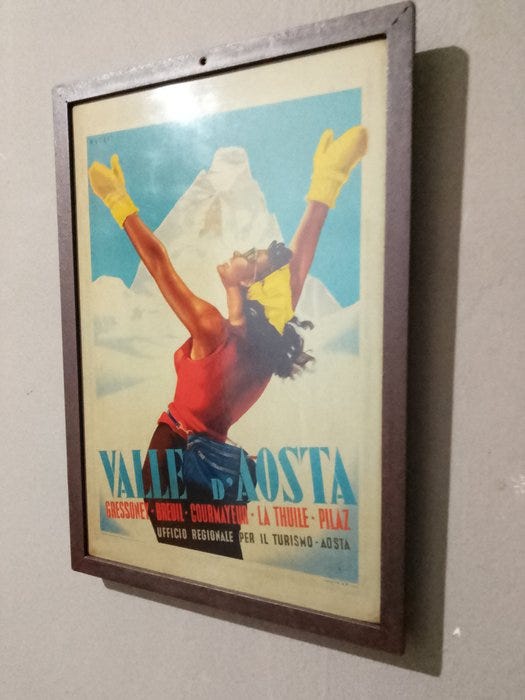 VALLE D'AOSTA
GRESSONEY · BREUIL · COURMAYEUR · LA THUILE · PILAZ
UFFICIO REGIONALE PER IL TURISMO - AOSTA